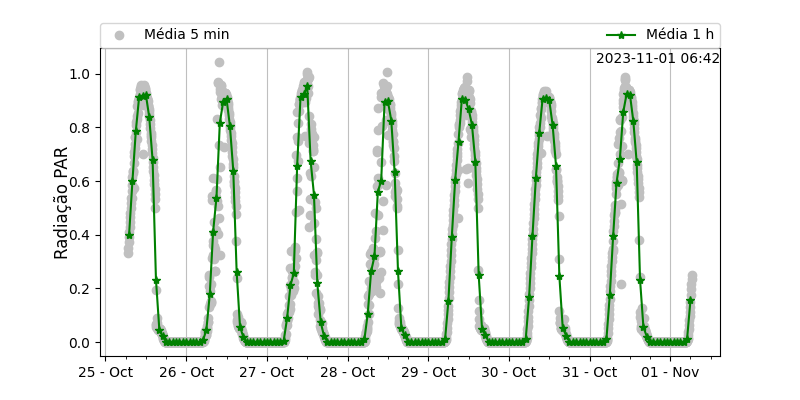 Média 5 min
Média 1 h
2023-11-01 06:42
Radiação PAR
1.0
0.8
0.6
0.4
0.2
0.0
25 - Oct
26 - Oct
27 - Oct
28 - Oct
29 - Oct
30 - Oct
31 - Oct
01 - Nov